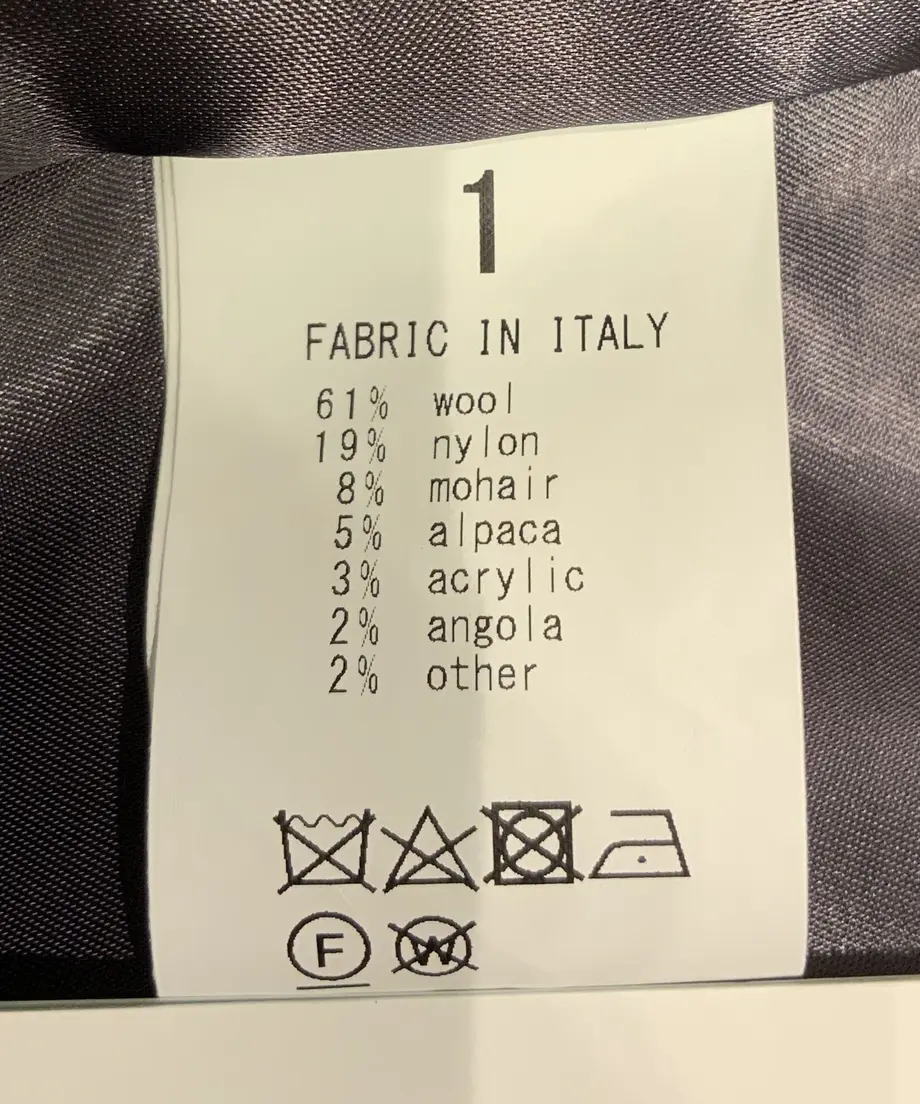 1
FABRIC IN ITALY
61% wool
19% nylon
8% mohair
5% alpaca
3% acrylic
2% angola
2% other
F W